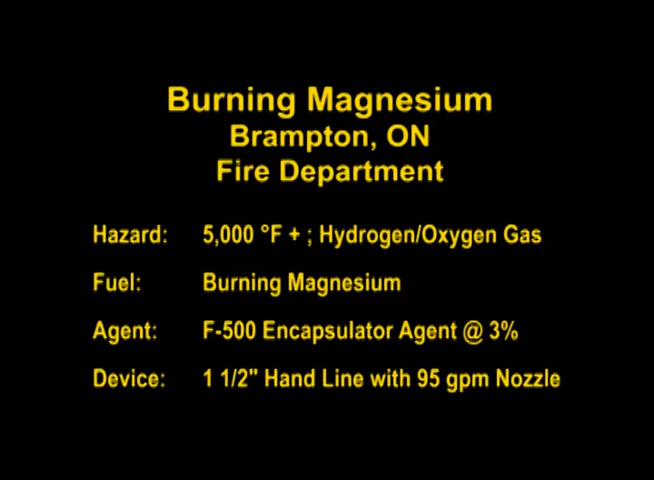 Burning Magnesium
Brampton, ON
Fire Department
Hazard: 5,000 °F + ; Hydrogen/Oxygen Gas
Fuel: Burning Magnesium
Agent: F-500 Encapsulator Agent @ 3%
Device: 1 1/2" Hand Line with 95 gpm Nozzle